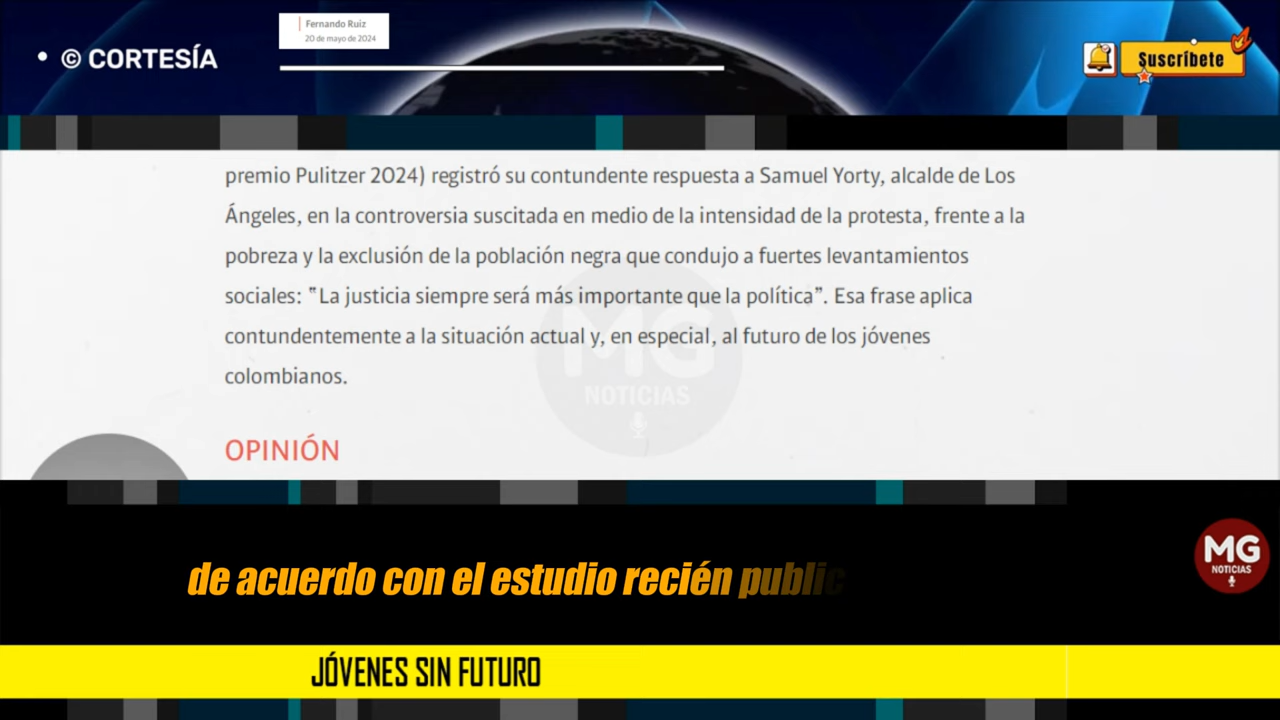 Fernando Ruiz
20 de mayo de 2024
• © CORTESÍA
Suscríbete
premio Pulitzer 2024) registró su contundente respuesta a Samuel Yorty, alcalde de Los
Ángeles, en la controversia suscitada en medio de la intensidad de la protesta, frente a la
pobreza y la exclusión de la población negra que condujo a fuertes levantamientos
sociales: “La justicia siempre será más importante que la política”. Esa frase aplica
contundentemente a la situación actual y, en especial, al futuro de los jóvenes
colombianos.
MG
NOTICIAS
OPINIÓN
de acuerdo con el estudio recién public
MG
NOTICIAS
JÓVENES SIN FUTURO